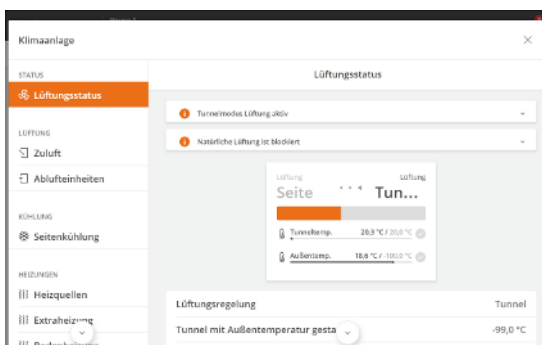 Klimaanlage
STATUS
Lüftungsstatus
LÜFTUNG
Zuluft
Ablufteinheiten
KÜHLUNG
Seitenkühlung
HEIZUNGEN
Heizquellen
Extraheizung
Lüftungsstatus
Tunnelmodus Lüftung aktiv
Natürliche Lüftung ist blockiert
Lüftung Lüftung
Seite Tun...
Tunneltemp. 20,3 °C / 20,0 °C
Außentemp. 18,6 °C / -100,0 °C
Lüftungsregelung Tunnel
Tunnel mit Außentemperatur gesta -99,0 °C